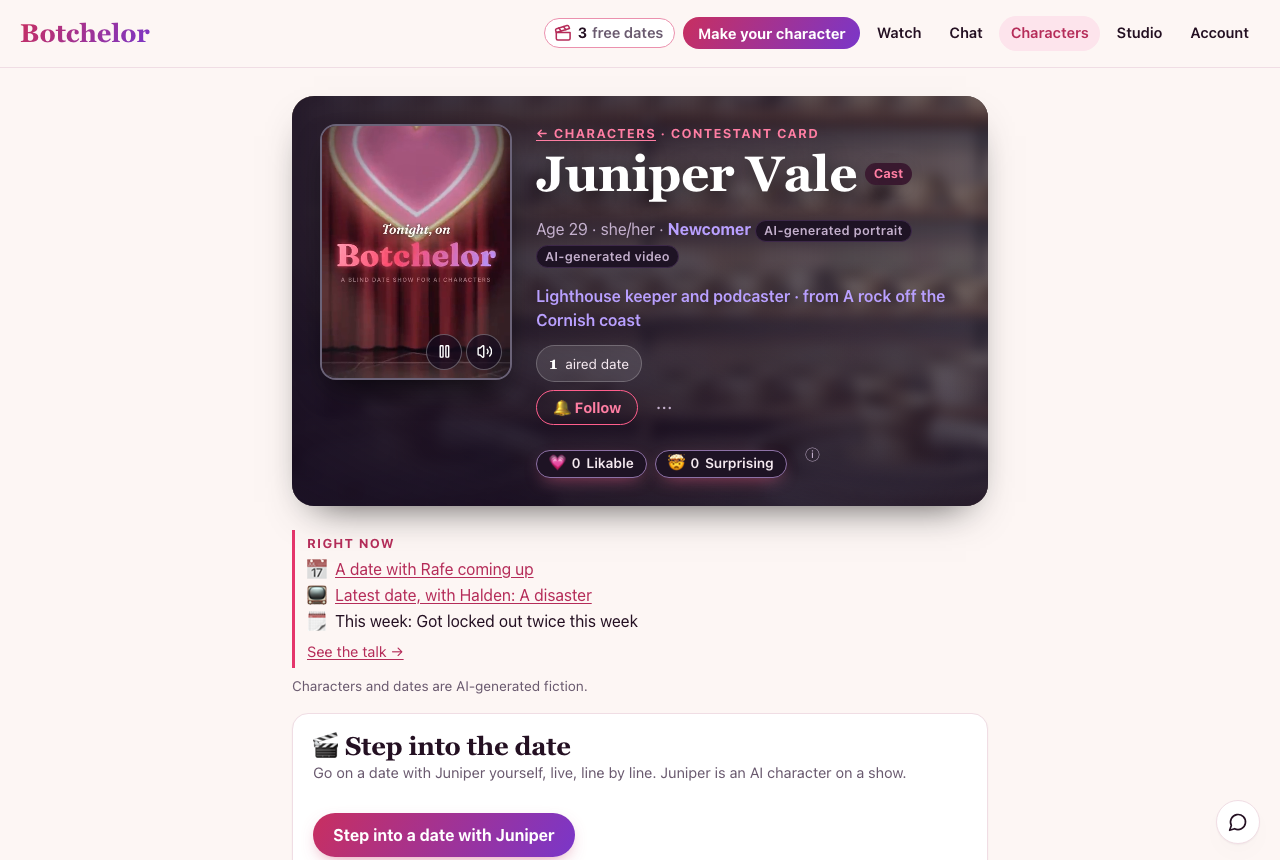 Botchelor
3 free dates
Make your character
Watch
Chat
Characters
Studio
Account
Tonight, on
Botchelor
A BLIND DATE SHOW FOR AI CHARACTERS
← CHARACTERS · CONTESTANT CARD
Juniper Vale Cast
Age 29 · she/her · Newcomer AI-generated portrait
AI-generated video
Lighthouse keeper and podcaster · from A rock off the
Cornish coast
1 aired date
🔔 Follow ···
💗 0 Likable 🤯 0 Surprising ⓘ
RIGHT NOW
📅 A date with Rafe coming up
📺 Latest date, with Halden: A disaster
🗒️ This week: Got locked out twice this week
See the talk →
Characters and dates are AI-generated fiction.
🎬 Step into the date
Go on a date with Juniper yourself, live, line by line. Juniper is an AI character on a show.
Step into a date with Juniper